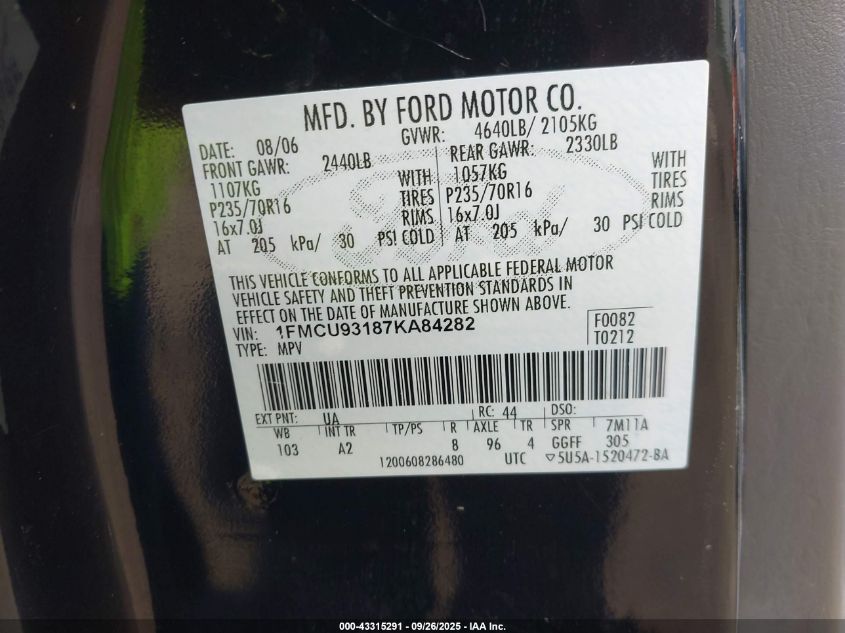 MFD. BY FORD MOTOR CO.
DATE: 08/06 GVWR: 4640LB/ 2105KG
FRONT GAWR: 2440LB REAR GAWR: 2330LB
1107KG WITH 1057KG WITH
P235/70R16 TIRES P235/70R16 TIRES
16x7.0J RIMS 16x7.0J RIMS
AT 205 kPa/ 30 PSI COLD AT 205 kPa/ 30 PSI COLD
THIS VEHICLE CONFORMS TO ALL APPLICABLE FEDERAL MOTOR
VEHICLE SAFETY AND THEFT PREVENTION STANDARDS IN
EFFECT ON THE DATE OF MANUFACTURE SHOWN ABOVE.
VIN: 1FMCU93187KA84282 F0082
TYPE: MPV T0212
EXT PNT: UA RC: 44 DSO:
WB INT TR TP/PS R AXLE TR SPR 7M11A
103 A2 8 96 4 GGFF 305
1200608286480 UTC ▽5U5A-1520472-BA
000-43315291 - 09/26/2025 - IAA Inc.